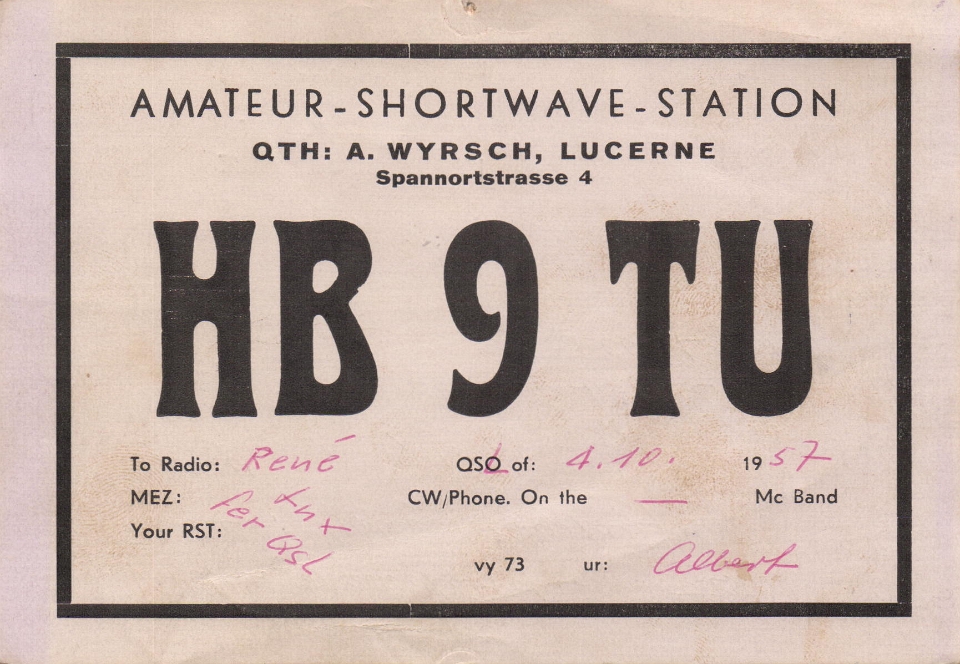 AMATEUR-SHORTWAVE-STATION
QTH: A. WYRSCH, LUCERNE
Spannortstrasse 4
HB 9 TU
To Radio: René QSL of: 4.10. 1957
MEZ: CW/Phone. On the — Mc Band
Your RST: tnx
fer QSL
vy 73 ur: Albert